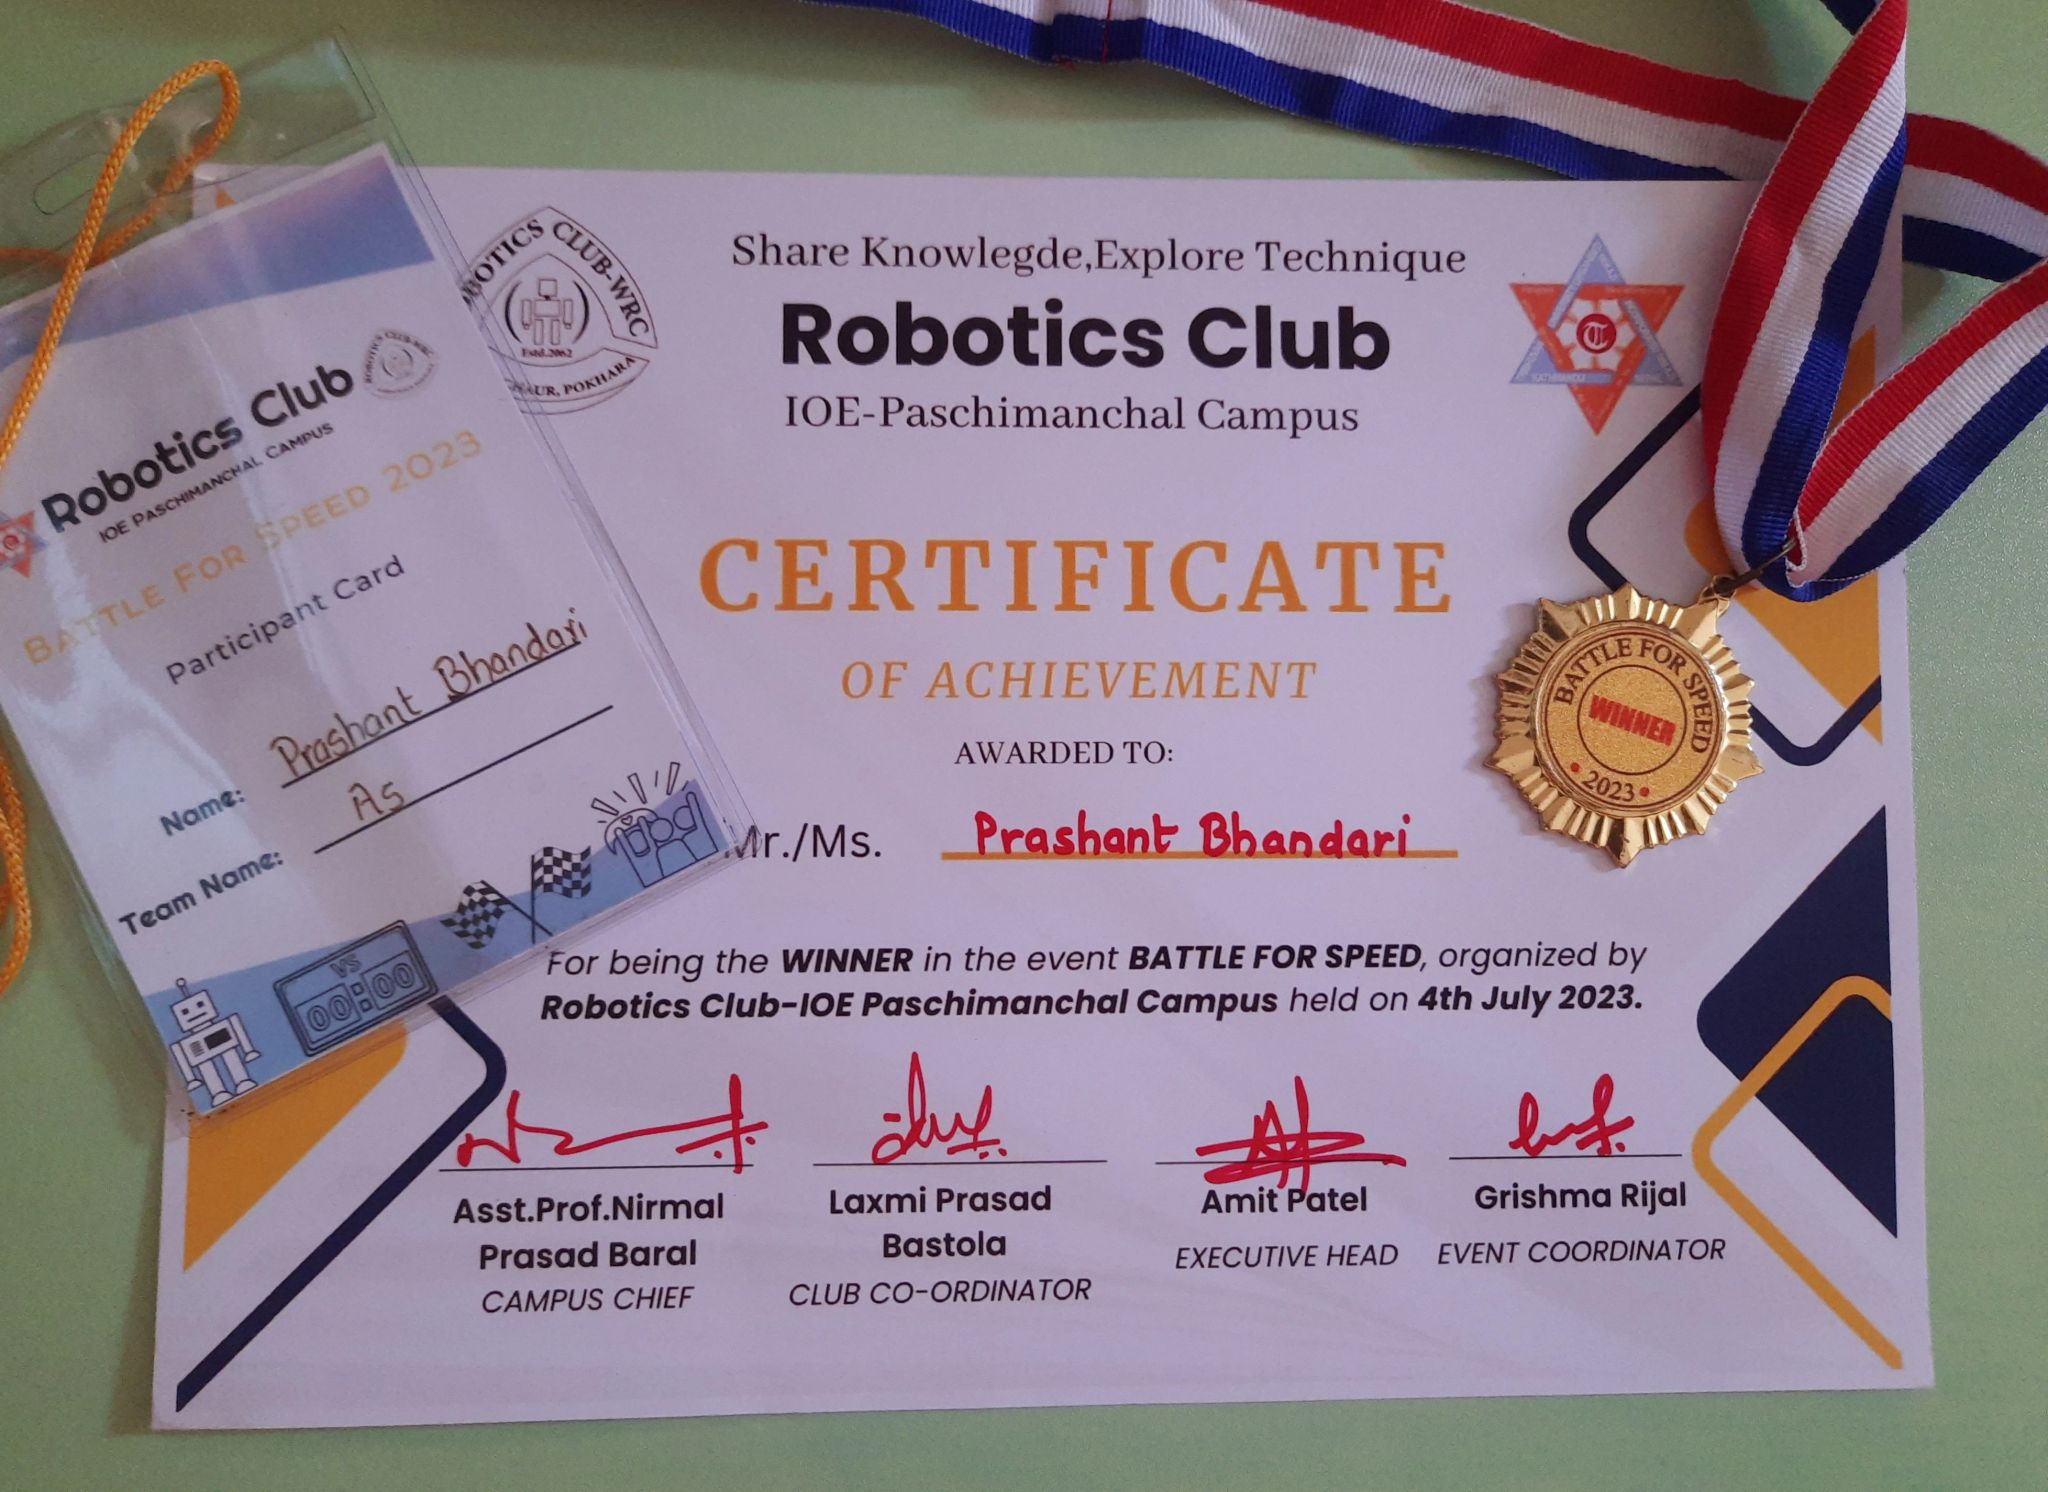 Robotics Club
ROBOTICS CLUB-WRC
IOE PASCHIMANCHAL CAMPUS
BATTLE FOR SPEED 2023
Participant Card
Name: Prashant Bhandari
Team Name: As
VS
00:00
OBOTICS CLUB-WRC
Estd.2062
HAUR, POKHARA
Share Knowlegde,Explore Technique
Robotics Club
IOE-Paschimanchal Campus
CERTIFICATE
OF ACHIEVEMENT
AWARDED TO:
Mr./Ms. Prashant Bhandari
For being the WINNER in the event BATTLE FOR SPEED, organized by
Robotics Club-IOE Paschimanchal Campus held on 4th July 2023.
Asst.Prof.Nirmal
Prasad Baral
CAMPUS CHIEF
Laxmi Prasad
Bastola
CLUB CO-ORDINATOR
Amit Patel
EXECUTIVE HEAD
Grishma Rijal
EVENT COORDINATOR
BATTLE FOR SPEED
WINNER
2023